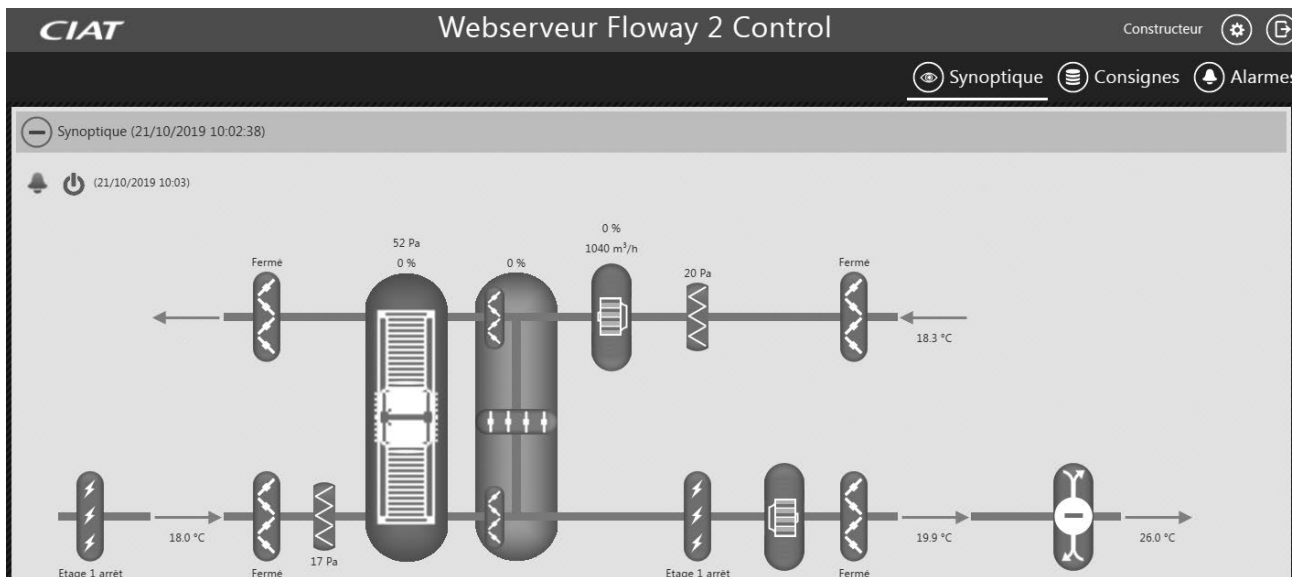 CIAT
Webserveur Floway 2 Control
Constructeur
Synoptique
Consignes
Alarmes
Synoptique (21/10/2019 10:02:38)
(21/10/2019 10:03)
0 %
52 Pa
1040 m³/h
Fermé
0 %
0 %
20 Pa
Fermé
18.3 °C
18.0 °C
19.9 °C
26.0 °C
17 Pa
Etage 1 arrêt
Fermé
Etage 1 arrêt
Fermé